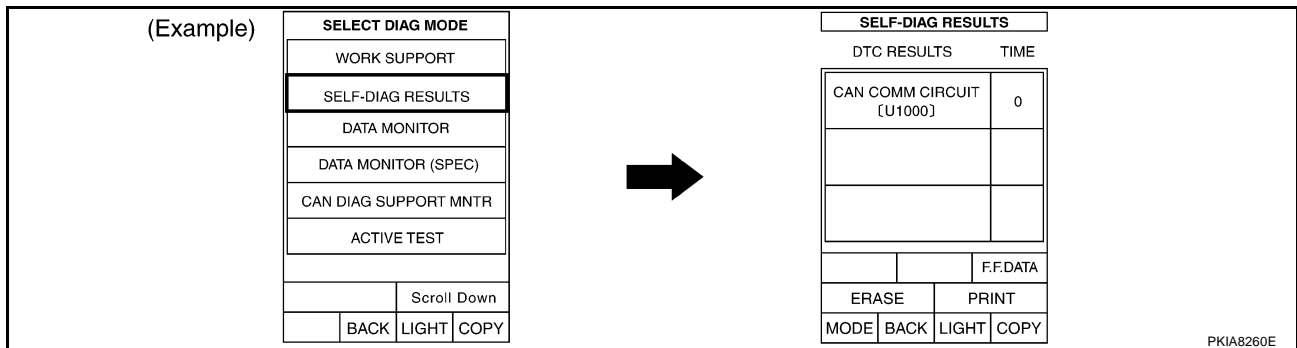 (Example)
SELECT DIAG MODE
WORK SUPPORT
SELF-DIAG RESULTS
DATA MONITOR
DATA MONITOR (SPEC)
CAN DIAG SUPPORT MNTR
ACTIVE TEST
Scroll Down
BACK LIGHT COPY
SELF-DIAG RESULTS
DTC RESULTS TIME
CAN COMM CIRCUIT 0
〔U1000〕
F.F.DATA
ERASE PRINT
MODE BACK LIGHT COPY
PKIA8260E